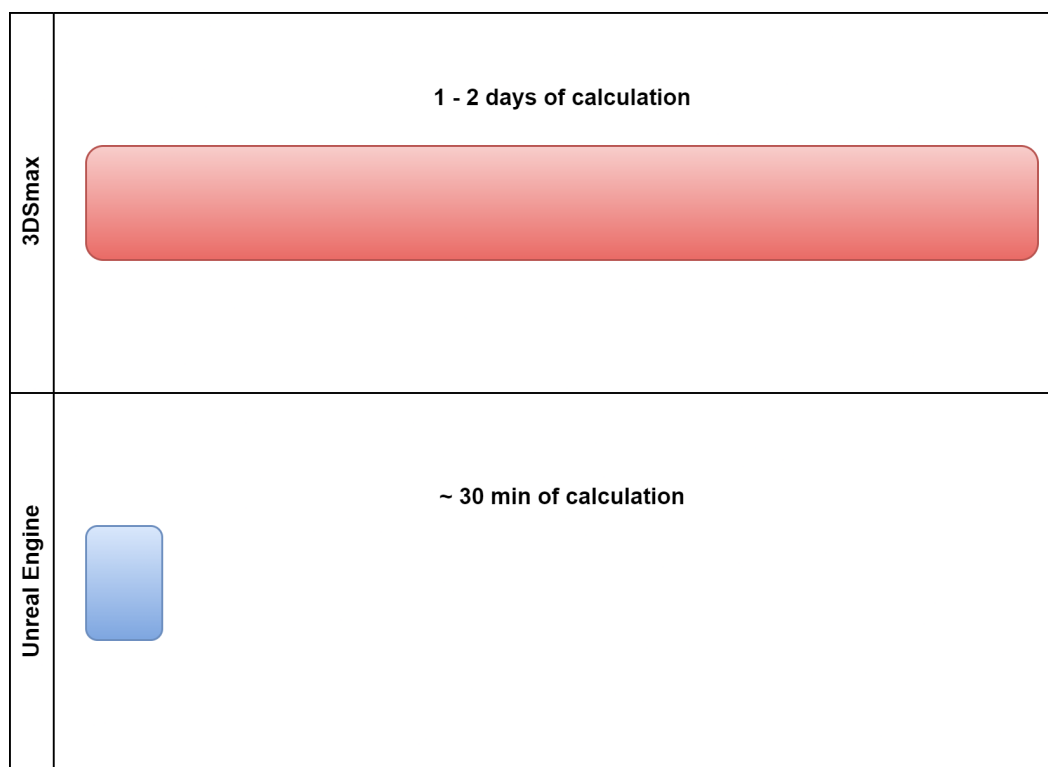 3DSmax
1 - 2 days of calculation
Unreal Engine
~ 30 min of calculation